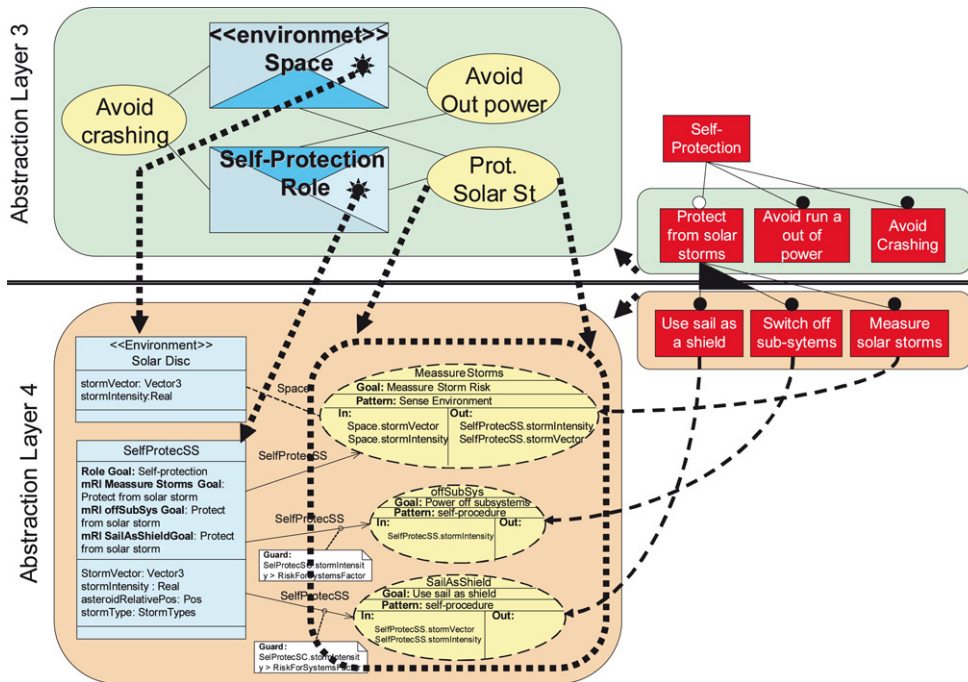 Abstraction Layer 3
<<environmet>>
Space
Avoid
crashing
Avoid
Out power
Self-Protection
Role
Prot.
Solar St
Self-
Protection
Protect
from solar
storms
Avoid run a
out of
power
Avoid
Crashing
Abstraction Layer 4
Use sail as
a shield
Switch off
sub-sytems
Measure
solar storms
<<Environment>>
Solar Disc
stormVector: Vector3
stormIntensity:Real
Space
MeassureStorms
Goal: Meassure Storm Risk
Pattern: Sense Environment
In:
Space.stormVector
Space.stormIntensity
Out:
SelfProtecSS.stormIntensity
SelfProtecSS.stormVector
SelfProtecSS
SelfProtecSS
Role Goal: Self-protection
mRI Meassure Storms Goal:
Protect from solar storm
mRI offSubSys Goal: Protect
from solar storm
mRI SailAsShieldGoal: Protect
from solar storm
StormVector: Vector3
stormIntensity : Real
asteroidRelativePos: Pos
stormType: StormTypes
SelfProtecSS
offSubSys
Goal: Power off subsystems
Pattern: self-procedure
In:
SelfProtecSS.stormIntensity
Out:
Guard:
SelProtecSC.stormIntensit
y > RiskForSystemsFactor
SelfProtecSS
SailAsShield
Goal: Use sail as shield
Pattern: self-procedure
In:
SelfProtecSS.stormVector
SelfProtecSS.stormIntensity
Out:
Guard:
SelProtecSC.stormIntensit
y > RiskForSystemsFactor